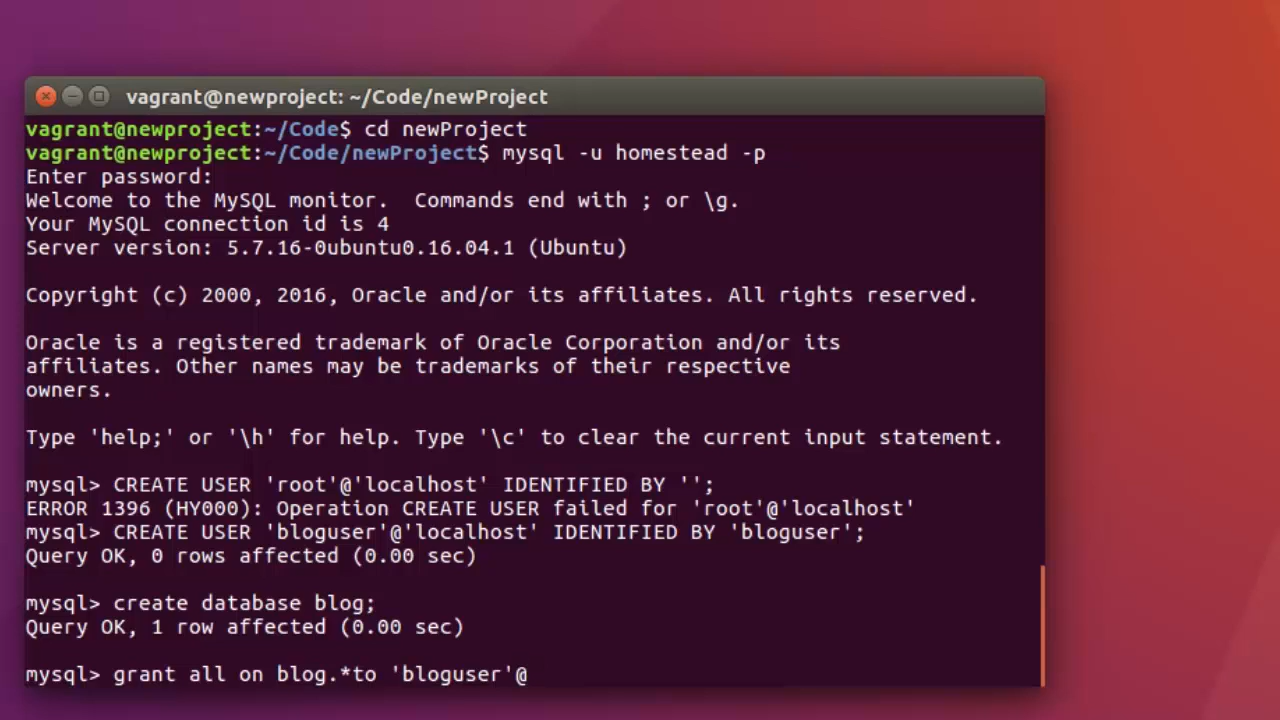 vagrant@newproject: ~/Code/newProject
vagrant@newproject:~/Code$ cd newProject
vagrant@newproject:~/Code/newProject$ mysql -u homestead -p
Enter password:
Welcome to the MySQL monitor.  Commands end with ; or \g.
Your MySQL connection id is 4
Server version: 5.7.16-0ubuntu0.16.04.1 (Ubuntu)
Copyright (c) 2000, 2016, Oracle and/or its affiliates. All rights reserved.
Oracle is a registered trademark of Oracle Corporation and/or its
affiliates. Other names may be trademarks of their respective
owners.
Type 'help;' or '\h' for help. Type '\c' to clear the current input statement.
mysql> CREATE USER 'root'@'localhost' IDENTIFIED BY '';
ERROR 1396 (HY000): Operation CREATE USER failed for 'root'@'localhost'
mysql> CREATE USER 'bloguser'@'localhost' IDENTIFIED BY 'bloguser';
Query OK, 0 rows affected (0.00 sec)
mysql> create database blog;
Query OK, 1 row affected (0.00 sec)
mysql> grant all on blog.*to 'bloguser'@